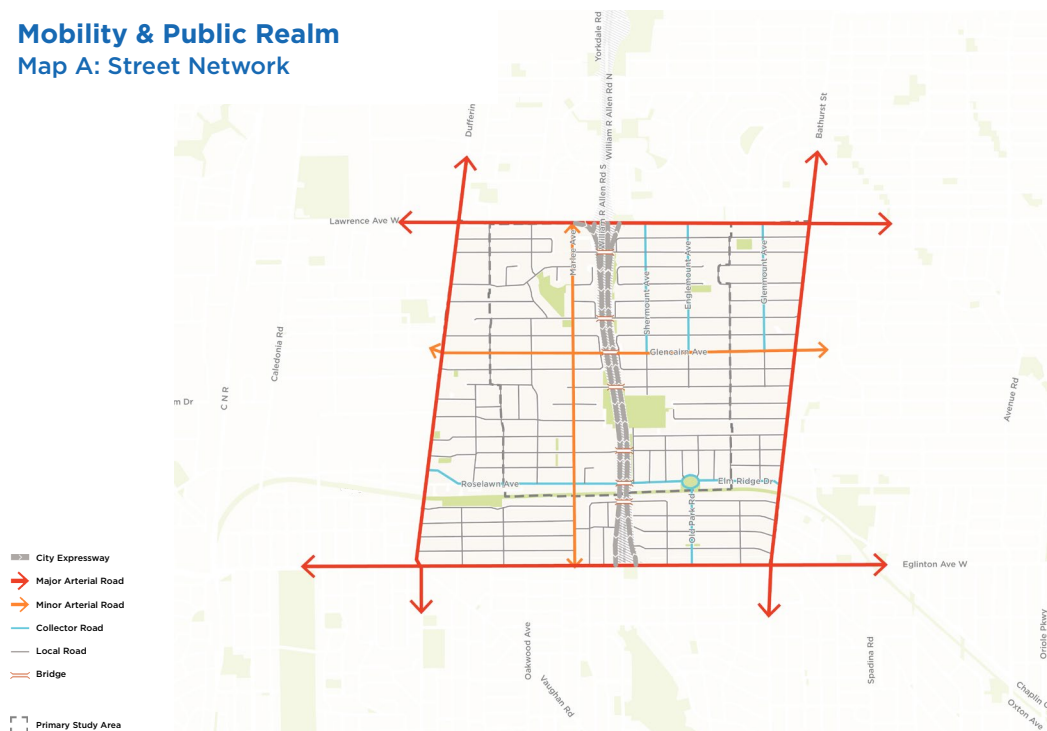 Mobility & Public Realm
Map A: Street Network
Yorkdale Rd
William R Allen Rd N
Dufferin
Bathurst St
William R Allen Rd S
Lawrence Ave W
Marlee Ave
Shermount Ave
Englemount Ave
Glenmount Ave
Glencairn Ave
Caledonia Rd
C N R
m Dr
Avenue Rd
Roselawn Ave
Elm Ridge Dr
Old Park Rd
Eglinton Ave W
Oakwood Ave
Vaughan Rd
Spadina Rd
Oriole Pkwy
Chaplin C
Oxton Ave
City Expressway
Major Arterial Road
Minor Arterial Road
Collector Road
Local Road
Bridge
Primary Study Area